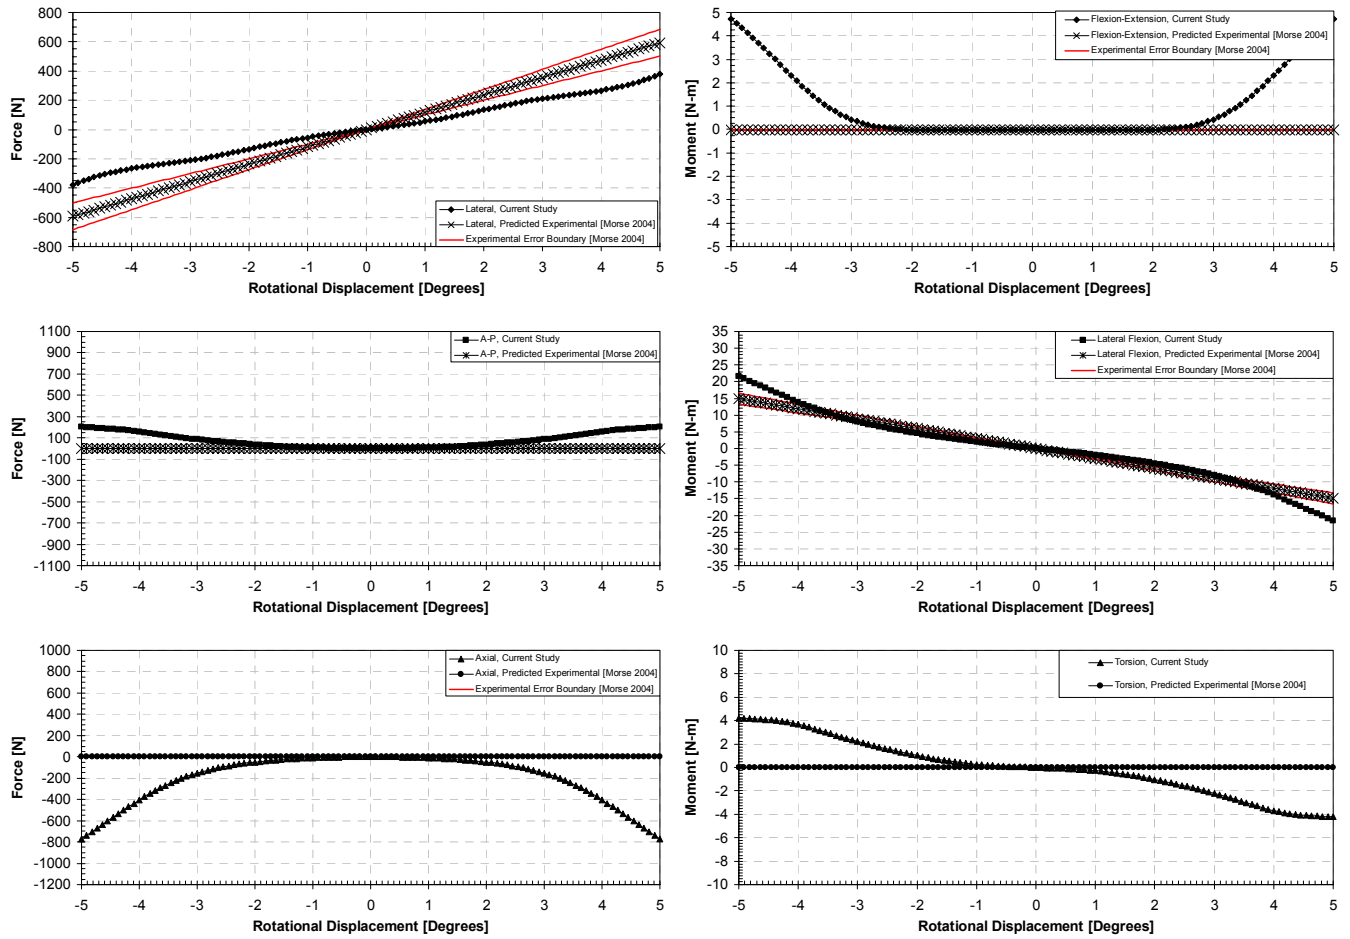 800
600
400
200
0
-200
-400
-600
-800
Force [N]
-5 -4 -3 -2 -1 0 1 2 3 4 5
Rotational Displacement [Degrees]
Lateral, Current Study
Lateral, Predicted Experimental [Morse 2004]
Experimental Error Boundary [Morse 2004]
5
4
3
2
1
0
-1
-2
-3
-4
-5
Moment [N-m]
-5 -4 -3 -2 -1 0 1 2 3 4 5
Rotational Displacement [Degrees]
Flexion-Extension, Current Study
Flexion-Extension, Predicted Experimental [Morse 2004]
Experimental Error Boundary [Morse 2004]
1100
900
700
500
300
100
-100
-300
-500
-700
-900
-1100
Force [N]
-5 -4 -3 -2 -1 0 1 2 3 4 5
Rotational Displacement [Degrees]
A-P, Current Study
A-P, Predicted Experimental [Morse 2004]
35
30
25
20
15
10
5
0
-5
-10
-15
-20
-25
-30
-35
Moment [N-m]
-5 -4 -3 -2 -1 0 1 2 3 4 5
Rotational Displacement [Degrees]
Lateral Flexion, Current Study
Lateral Flexion, Predicted Experimental [Morse 2004]
Experimental Error Boundary [Morse 2004]
1000
800
600
400
200
0
-200
-400
-600
-800
-1000
-1200
Force [N]
-5 -4 -3 -2 -1 0 1 2 3 4 5
Rotational Displacement [Degrees]
Axial, Current Study
Axial, Predicted Experimental [Morse 2004]
Experimental Error Boundary [Morse 2004]
10
8
6
4
2
0
-2
-4
-6
-8
-10
Moment [N-m]
-5 -4 -3 -2 -1 0 1 2 3 4 5
Rotational Displacement [Degrees]
Torsion, Current Study
Torsion, Predicted Experimental [Morse 2004]